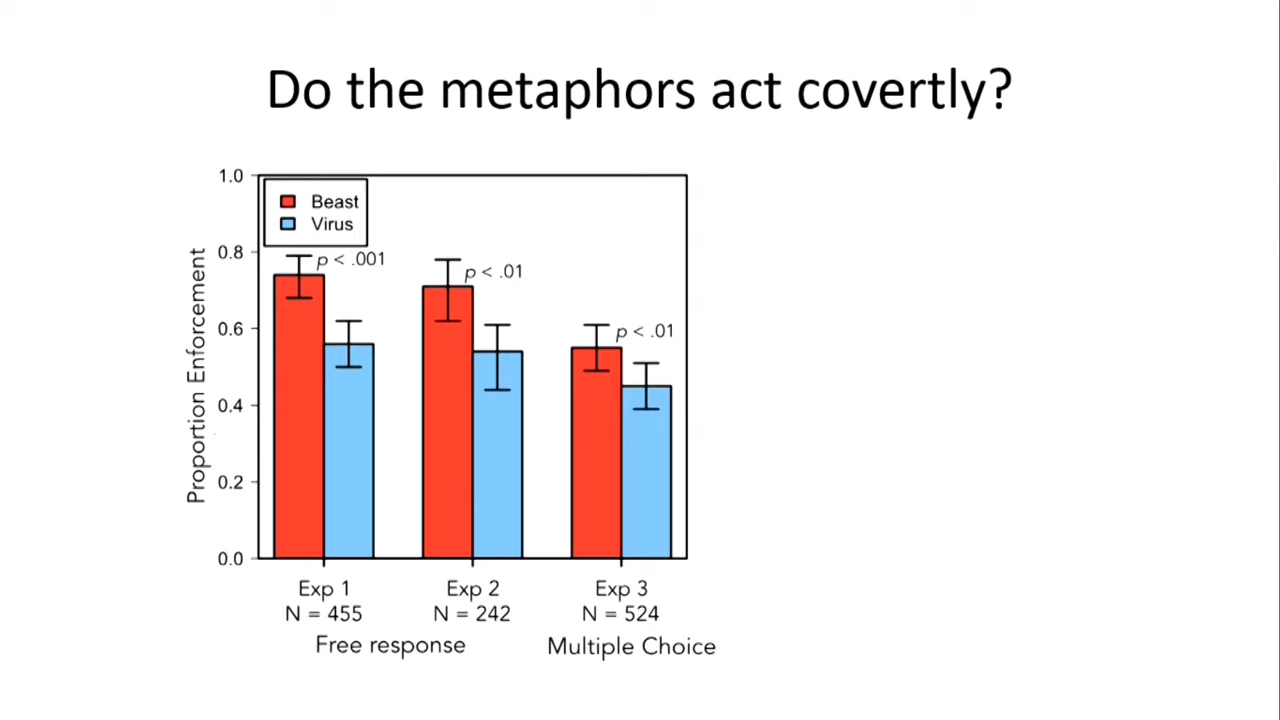 Do the metaphors act covertly?
1.0
0.8
0.6
0.4
0.2
0.0
Proportion Enforcement
Beast
Virus
p < .001
p < .01
p < .01
Exp 1
N = 455
Exp 2
N = 242
Exp 3
N = 524
Free response
Multiple Choice